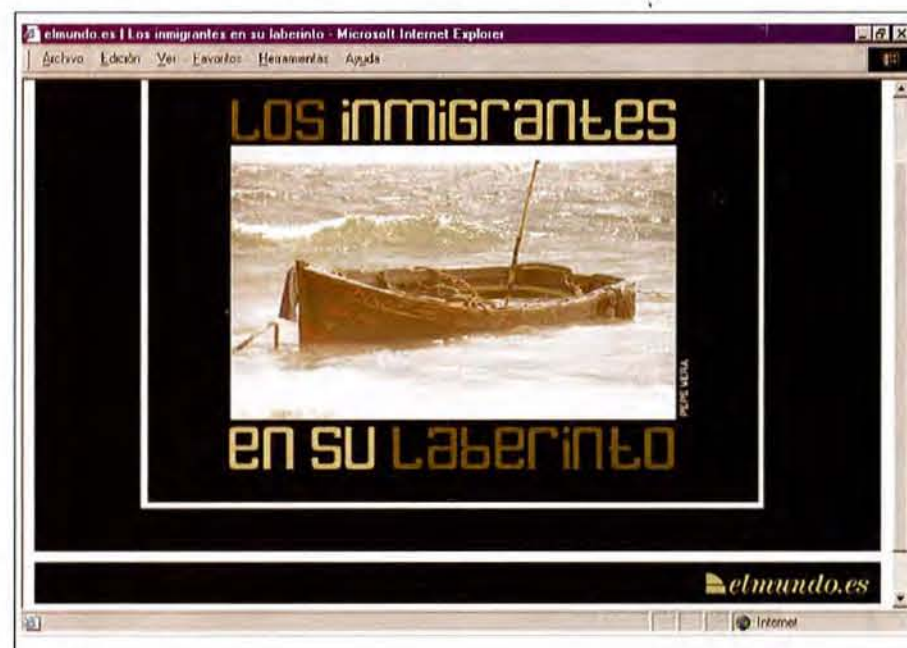 elmundo.es | Los inmigrantes en su laberinto - Microsoft Internet Explorer
Archivo Edición Ver Favoritos Herramientas Ayuda
Los inmigrantes
PEPE VERA
en su laberinto
elmundo.es
Internet